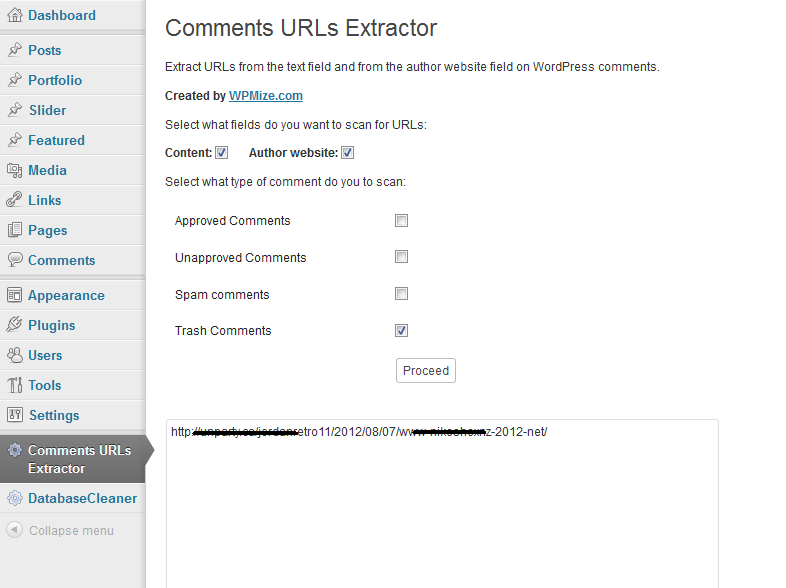 Dashboard
Posts
Portfolio
Slider
Featured
Media
Links
Pages
Comments
Appearance
Plugins
Users
Tools
Settings
Comments URLs
Extractor
DatabaseCleaner
Collapse menu
Comments URLs Extractor
Extract URLs from the text field and from the author website field on WordPress comments.
Created by WPMize.com
Select what fields do you want to scan for URLs:
Content: Author website:
Select what type of comment do you to scan:
Approved Comments
Unapproved Comments
Spam comments
Trash Comments
Proceed
http:/etro11/2012/08/07/wwz-2012-net/